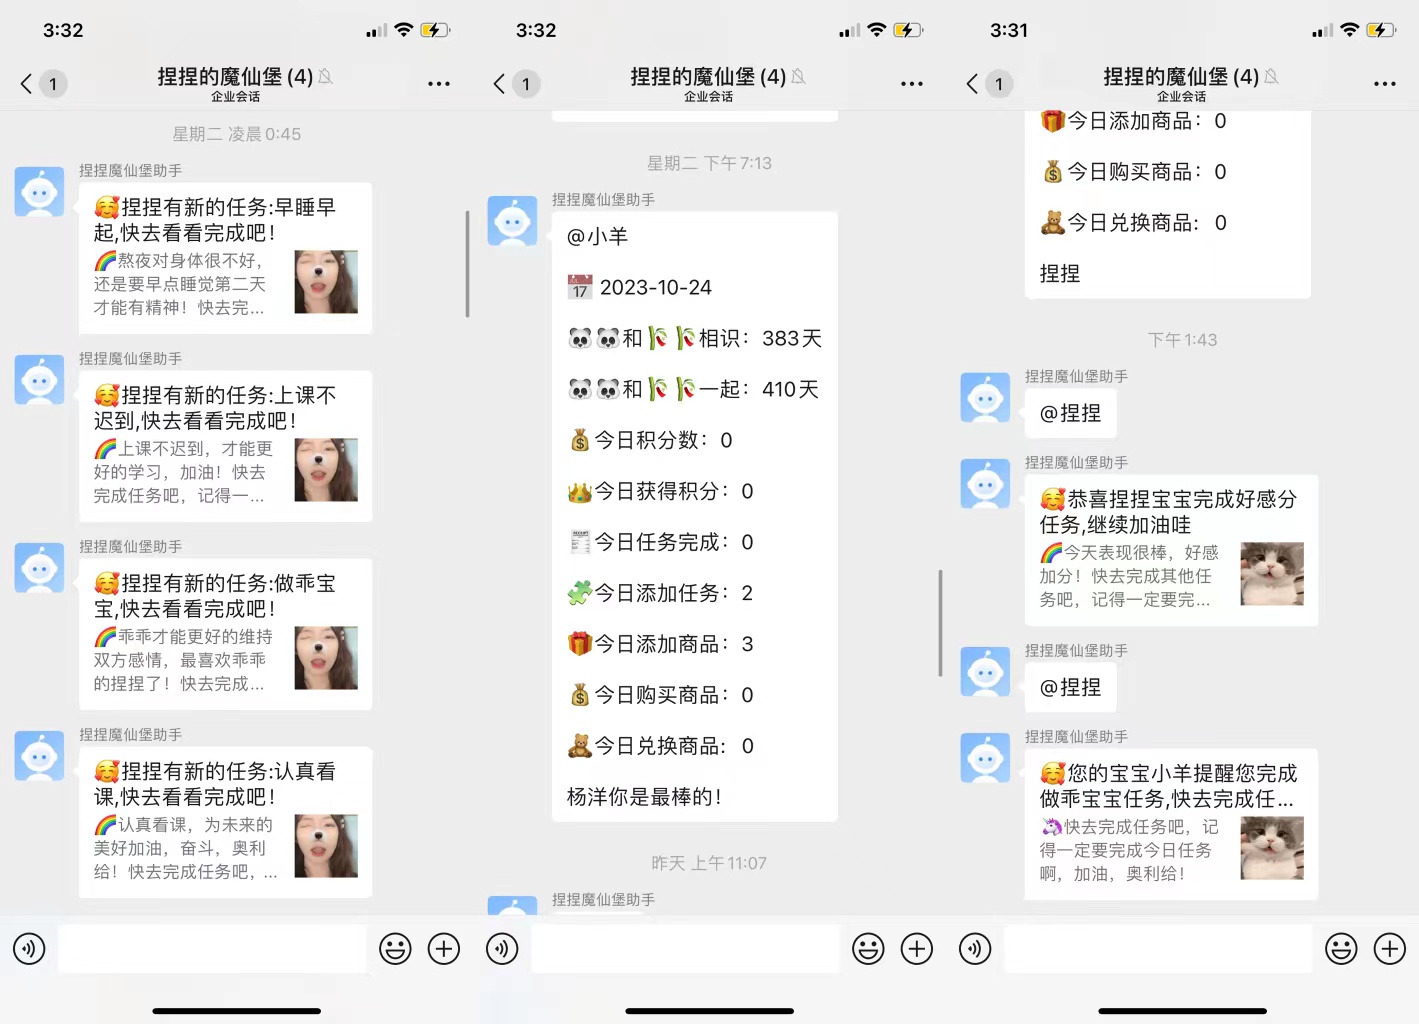 3:32
1
捏捏的魔仙堡 (4)
企业会话
星期二 凌晨 0:45
捏捏魔仙堡助手
🥰捏捏有新的任务:早睡早
起,快去看看完成吧!
🌈熬夜对身体很不好，
还是要早点睡觉第二天
才能有精神！快去完...
捏捏魔仙堡助手
🥰捏捏有新的任务:上课不
迟到,快去看看完成吧!
🌈上课不迟到，才能更
好的学习，加油！快去
完成任务吧，记得一...
捏捏魔仙堡助手
🥰捏捏有新的任务:做乖宝
宝,快去看看完成吧!
🌈乖乖才能更好的维持
双方感情，最喜欢乖乖
的捏捏了！快去完成...
捏捏魔仙堡助手
🥰捏捏有新的任务:认真看
课,快去看看完成吧!
🌈认真看课，为未来的
美好加油，奋斗，奥利
给！快去完成任务吧，...
3:32
1
捏捏的魔仙堡 (4)
企业会话
星期二 下午 7:13
捏捏魔仙堡助手
@小羊
📅 2023-10-24
🐼🐼和🎋🎋相识：383天
🐼🐼和🎋🎋一起：410天
💰今日积分数：0
👑今日获得积分：0
🧾今日任务完成：0
🧩今日添加任务：2
🎁今日添加商品：3
💰今日购买商品：0
🧸今日兑换商品：0
杨洋你是最棒的！
昨天 上午 11:07
捏捏魔仙堡助手
3:31
1
捏捏的魔仙堡 (4)
企业会话
🎁今日添加商品：0
💰今日购买商品：0
🧸今日兑换商品：0
捏捏
下午 1:43
捏捏魔仙堡助手
@捏捏
捏捏魔仙堡助手
🥰恭喜捏捏宝宝完成好感分
任务,继续加油哇
🌈今天表现很棒，好感
加分！快去完成其他任
务吧，记得一定要完...
捏捏魔仙堡助手
@捏捏
捏捏魔仙堡助手
🥰您的宝宝小羊提醒您完成
做乖宝宝任务,快去完成任...
🦄快去完成任务吧，记
得一定要完成今日任务
啊，加油，奥利给！